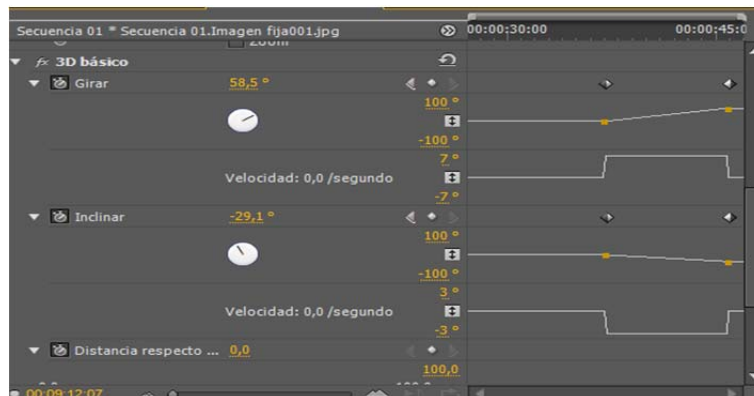 Secuencia 01 * Secuencia 01.Imagen fija001.jpg
00:00:30:00 00:00:45:0
Zoom
fx 3D básico
Girar 58,5 °
100 °
-100 °
7 °
Velocidad: 0,0 /segundo
-7 °
Inclinar -29,1 °
100 °
-100 °
3 °
Velocidad: 0,0 /segundo
-3 °
Distancia respecto ... 0,0
100,0
00:09:12:07